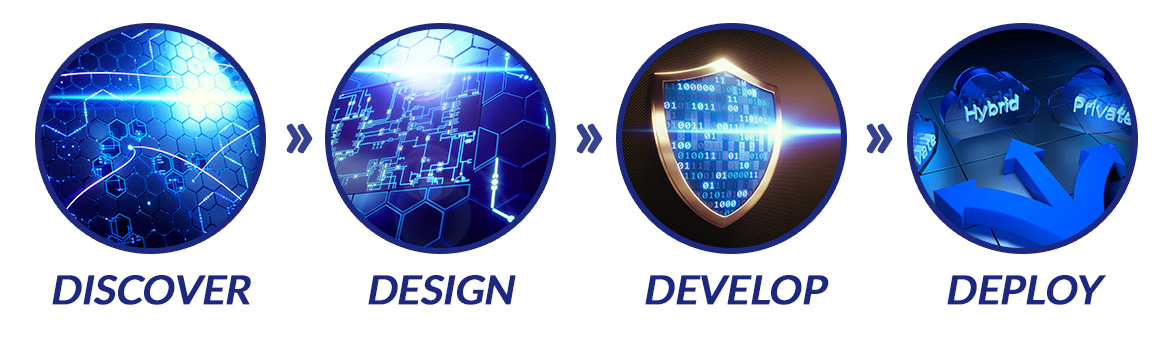 Hybrid
Private
DISCOVER
DESIGN
DEVELOP
DEPLOY